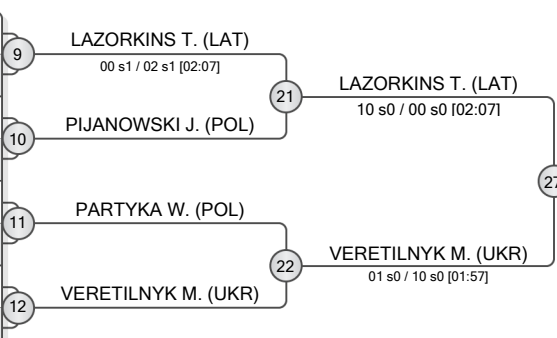 9
LAZORKINS T. (LAT)
00 s1 / 02 s1 [02:07]
21
LAZORKINS T. (LAT)
10 s0 / 00 s0 [02:07]
10
PIJANOWSKI J. (POL)
27
11
PARTYKA W. (POL)
22
VERETILNYK M. (UKR)
01 s0 / 10 s0 [01:57]
12
VERETILNYK M. (UKR)